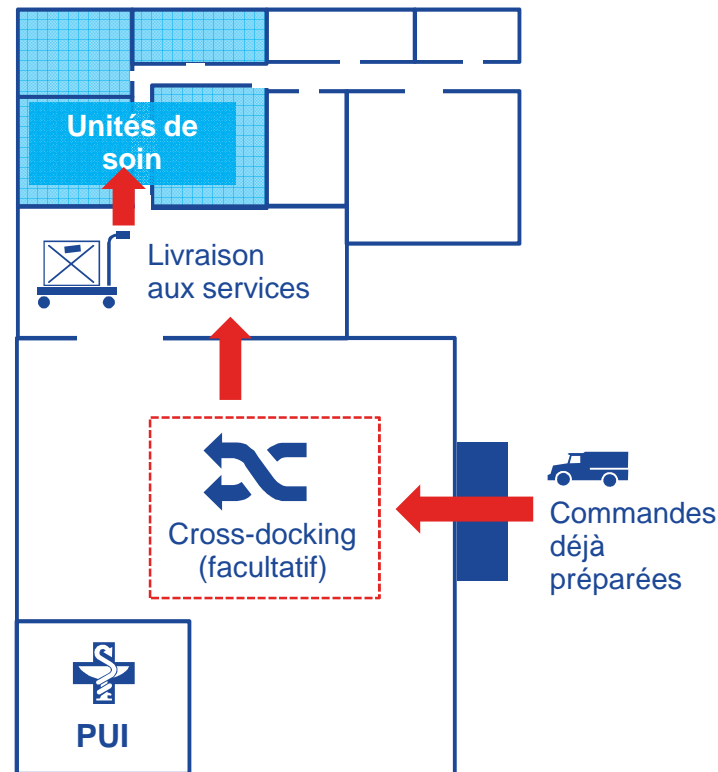 Unités de
soin
Livraison
aux services
Cross-docking
(facultatif)
Commandes
déjà
préparées
PUI